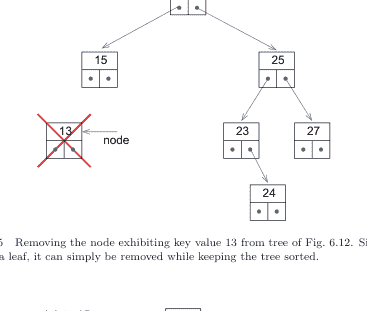 15
25
13
node
23
27
24
5 Removing the node exhibiting key value 13 from tree of Fig. 6.12. Si
a leaf, it can simply be removed while keeping the tree sorted.